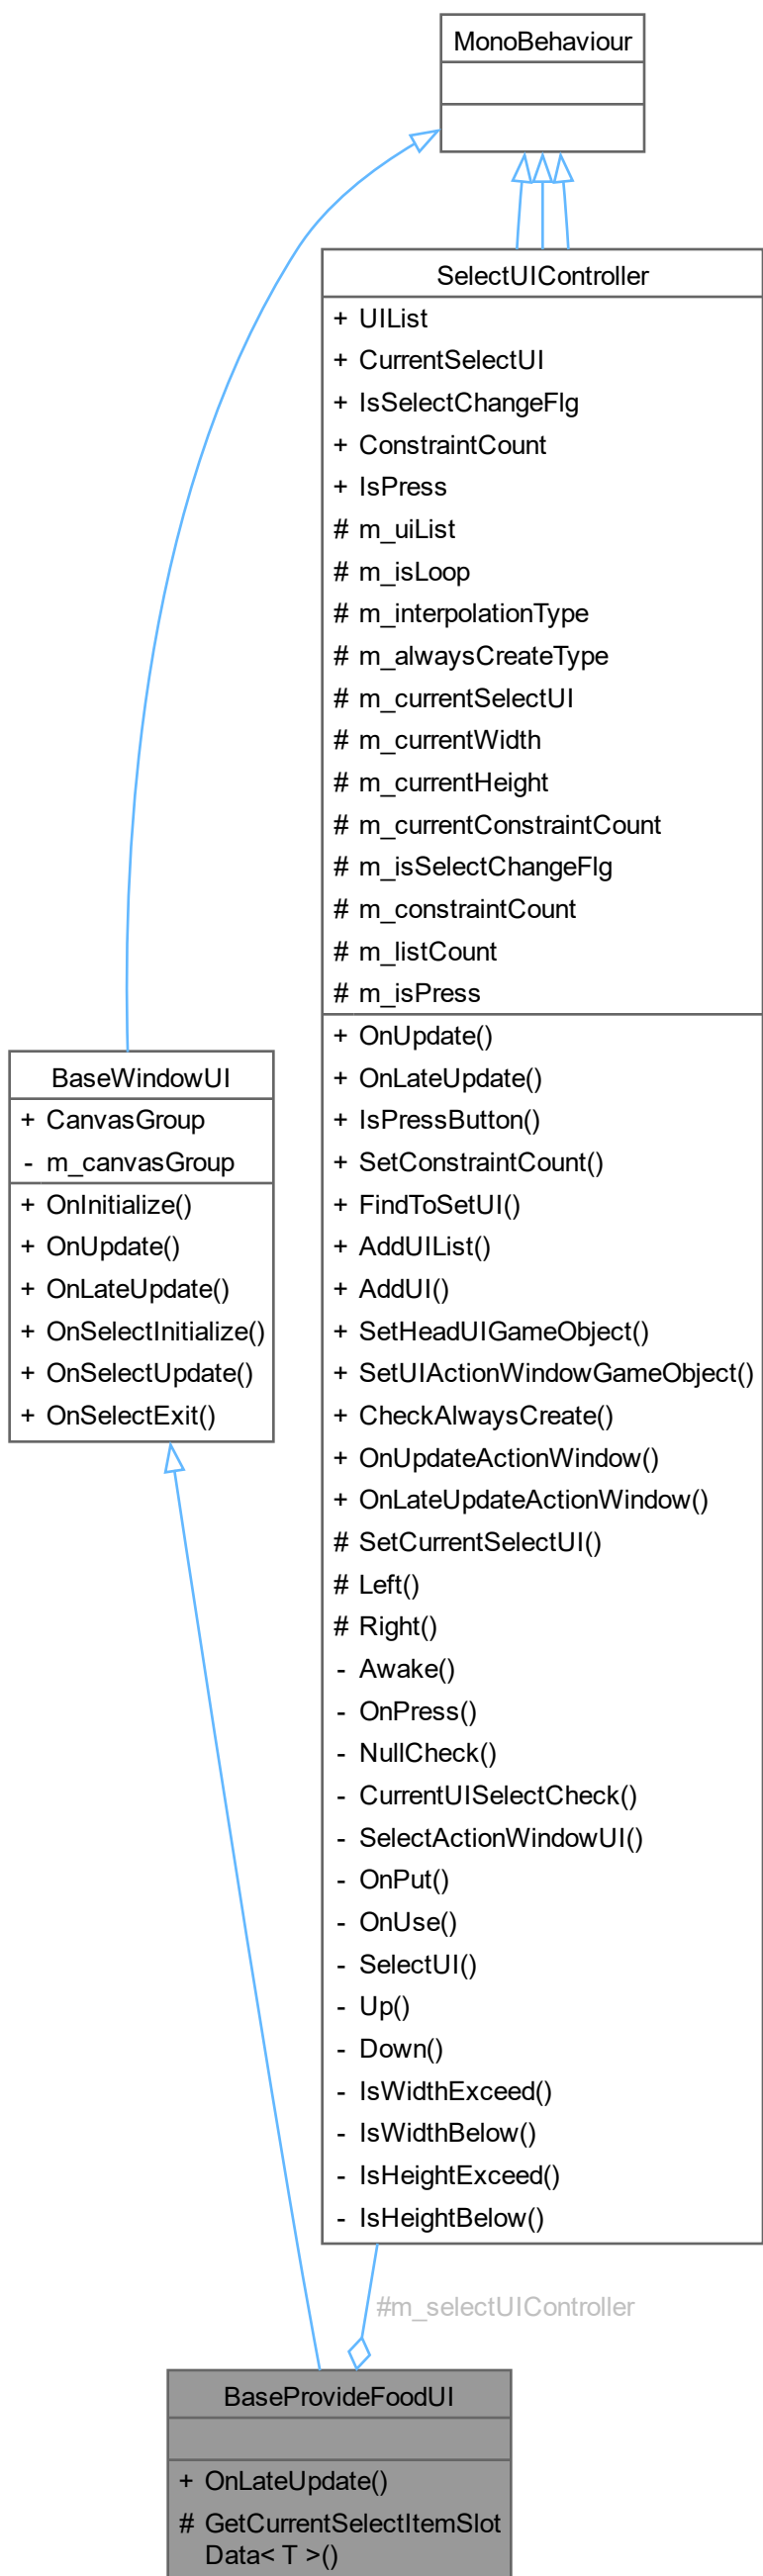 MonoBehaviour
SelectUIController
+ UIList
+ CurrentSelectUI
+ IsSelectChangeFlg
+ ConstraintCount
+ IsPress
# m_uiList
# m_isLoop
# m_interpolationType
# m_alwaysCreateType
# m_currentSelectUI
# m_currentWidth
# m_currentHeight
# m_currentConstraintCount
# m_isSelectChangeFlg
# m_constraintCount
# m_listCount
# m_isPress
+ OnUpdate()
+ OnLateUpdate()
+ IsPressButton()
+ SetConstraintCount()
+ FindToSetUI()
+ AddUIList()
+ AddUI()
+ SetHeadUIGameObject()
+ SetUIActionWindowGameObject()
+ CheckAlwaysCreate()
+ OnUpdateActionWindow()
+ OnLateUpdateActionWindow()
# SetCurrentSelectUI()
# Left()
# Right()
- Awake()
- OnPress()
- NullCheck()
- CurrentUISelectCheck()
- SelectActionWindowUI()
- OnPut()
- OnUse()
- SelectUI()
- Up()
- Down()
- IsWidthExceed()
- IsWidthBelow()
- IsHeightExceed()
- IsHeightBelow()
BaseWindowUI
+ CanvasGroup
- m_canvasGroup
+ OnInitialize()
+ OnUpdate()
+ OnLateUpdate()
+ OnSelectInitialize()
+ OnSelectUpdate()
+ OnSelectExit()
#m_selectUIController
BaseProvideFoodUI
+ OnLateUpdate()
# GetCurrentSelectItemSlot
Data< T >()